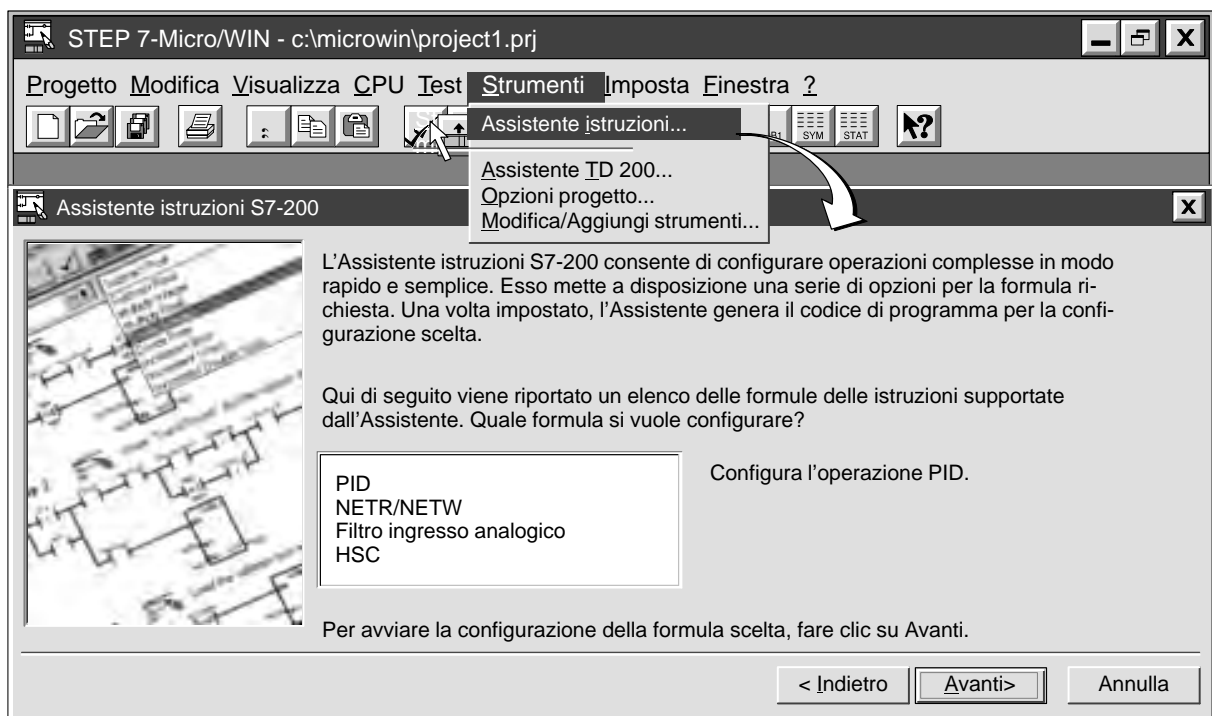 STEP 7-Micro/WIN - c:\microwin\project1.prj
Progetto Modifica Visualizza CPU Test Strumenti Imposta Finestra ?
Assistente istruzioni...
SYM STAT
Assistente TD 200...
Opzioni progetto...
Modifica/Aggiungi strumenti...
Assistente istruzioni S7-200
L'Assistente istruzioni S7-200 consente di configurare operazioni complesse in modo
rapido e semplice. Esso mette a disposizione una serie di opzioni per la formula ri-
chiesta. Una volta impostato, l'Assistente genera il codice di programma per la confi-
gurazione scelta.
Qui di seguito viene riportato un elenco delle formule delle istruzioni supportate
dall'Assistente. Quale formula si vuole configurare?
PID
NETR/NETW
Filtro ingresso analogico
HSC
Configura l'operazione PID.
Per avviare la configurazione della formula scelta, fare clic su Avanti.
< Indietro
Avanti>
Annulla